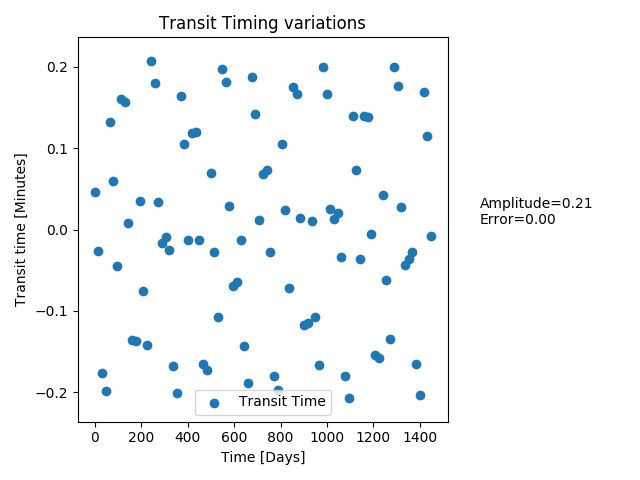 Transit Timing variations
Transit time [Minutes]
0.2
0.1
0.0
−0.1
−0.2
Amplitude=0.21
Error=0.00
Transit Time
0 200 400 600 800 1000 1200 1400
Time [Days]